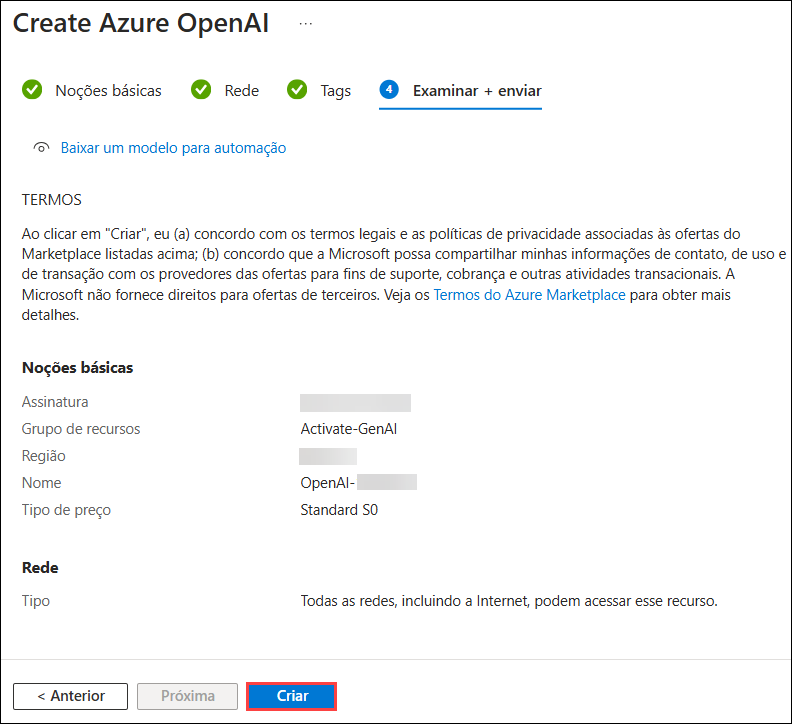 Create Azure OpenAI ...
Noções básicas Rede Tags 4 Examinar + enviar
Baixar um modelo para automação
TERMOS
Ao clicar em "Criar", eu (a) concordo com os termos legais e as políticas de privacidade associadas às ofertas do
Marketplace listadas acima; (b) concordo que a Microsoft possa compartilhar minhas informações de contato, de uso e
de transação com os provedores das ofertas para fins de suporte, cobrança e outras atividades transacionais. A
Microsoft não fornece direitos para ofertas de terceiros. Veja os Termos do Azure Marketplace para obter mais
detalhes.
Noções básicas
Assinatura
Grupo de recursos Activate-GenAI
Região
Nome OpenAI-
Tipo de preço Standard S0
Rede
Tipo Todas as redes, incluindo a Internet, podem acessar esse recurso.
< Anterior Próxima Criar